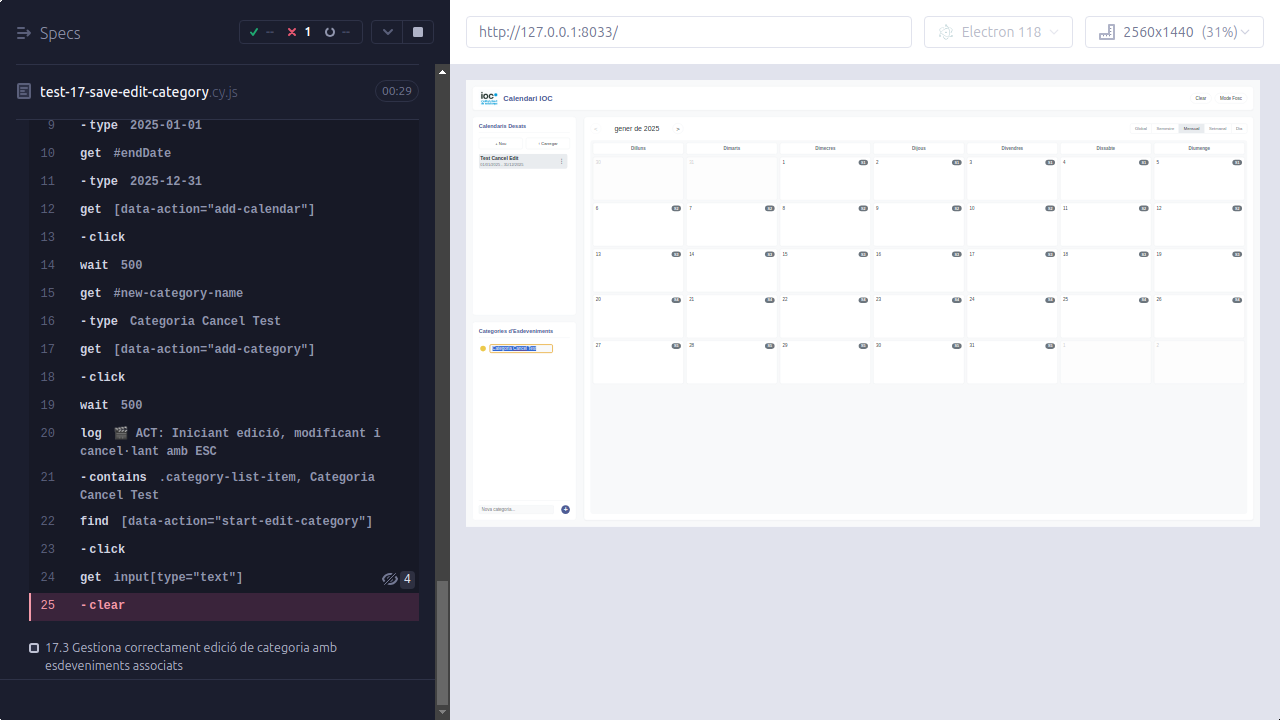 Specs
--
1
--
http://127.0.0.1:8033/
Electron 118
2560x1440 (31%)
test-17-save-edit-category.cy.js
00:29
9 -type 2025-01-01
10 get #endDate
11 -type 2025-12-31
12 get [data-action="add-calendar"]
13 -click
14 wait 500
15 get #new-category-name
16 -type Categoria Cancel Test
17 get [data-action="add-category"]
18 -click
19 wait 500
20 log 🎬 ACT: Iniciant edició, modificant i
cancel·lant amb ESC
21 -contains .category-list-item, Categoria
Cancel Test
22 find [data-action="start-edit-category"]
23 -click
24 get input[type="text"] 4
25 -clear
17.3 Gestiona correctament edició de categoria amb
esdeveniments associats
ioc
Calendari IOC
Clear
Mode Fosc
Calendaris Desats
+ Nou
Carregar
Test Cancel Edit
Categories d'Esdeveniments
Categoria Cancel Test
Nova categoria...
+
‹ gener de 2025 >
Global Semestral Mensual Setmanal Dia
Dilluns Dimarts Dimecres Dijous Divendres Dissabte Diumenge
30 31 1 2 3 4 5
6 7 8 9 10 11 12
13 14 15 16 17 18 19
20 21 22 23 24 25 26
27 28 29 30 31 1 2